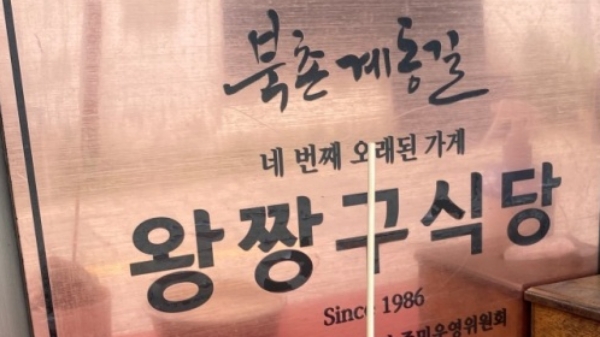 북촌 계동길
네 번째 오래된 가게
왕짱구식당
Since 1986
주민운영위원회